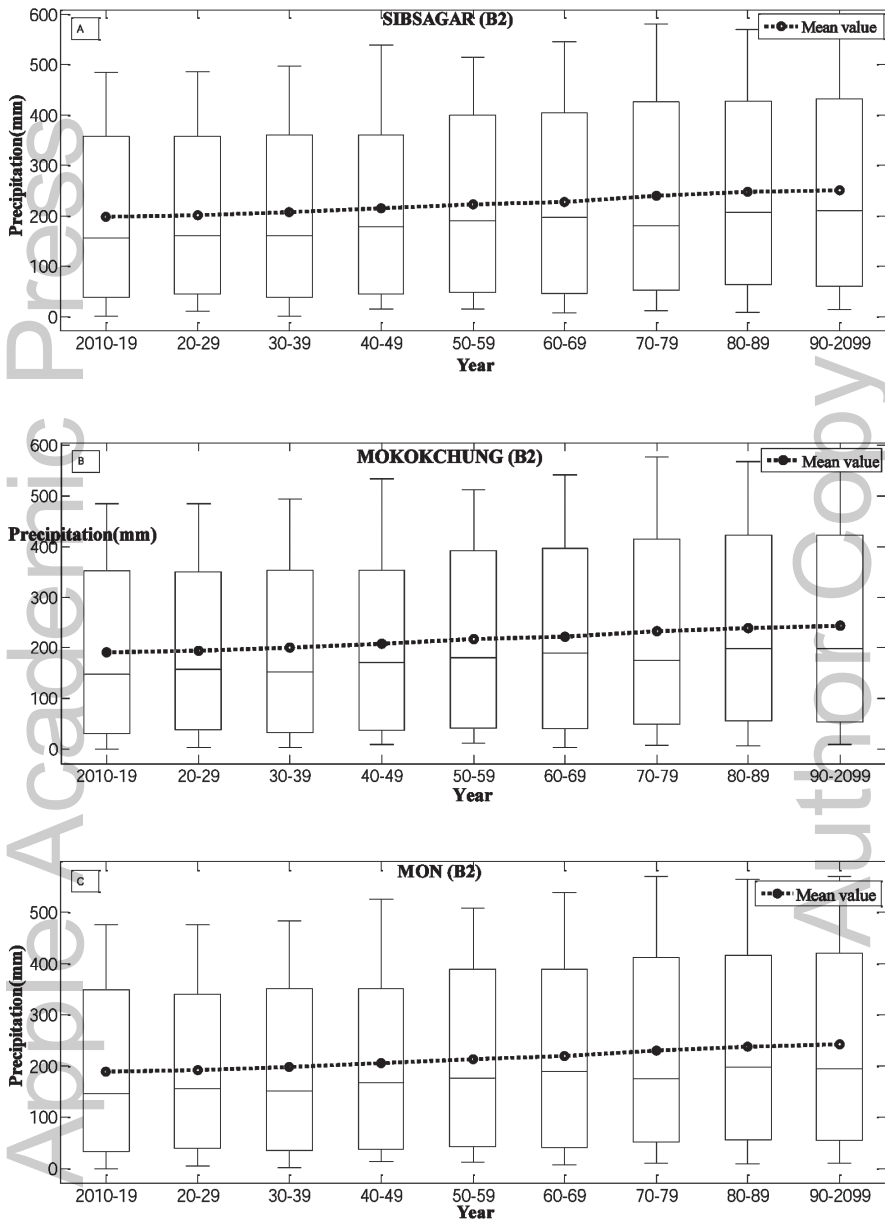 SIBSAGAR (B2)
A
Mean value
600
500
400
300
200
100
0
Precipitation(mm)
2010-19 20-29 30-39 40-49 50-59 60-69 70-79 80-89 90-2099
Year
MOKOKCHUNG (B2)
B
Mean value
600
500
400
300
200
100
0
Precipitation(mm)
2010-19 20-29 30-39 40-49 50-59 60-69 70-79 80-89 90-2099
Year
MON (B2)
C
Mean value
500
400
300
200
100
0
Precipitation(mm)
2010-19 20-29 30-39 40-49 50-59 60-69 70-79 80-89 90-2099
Year
Apple Academic Press
Author Copy